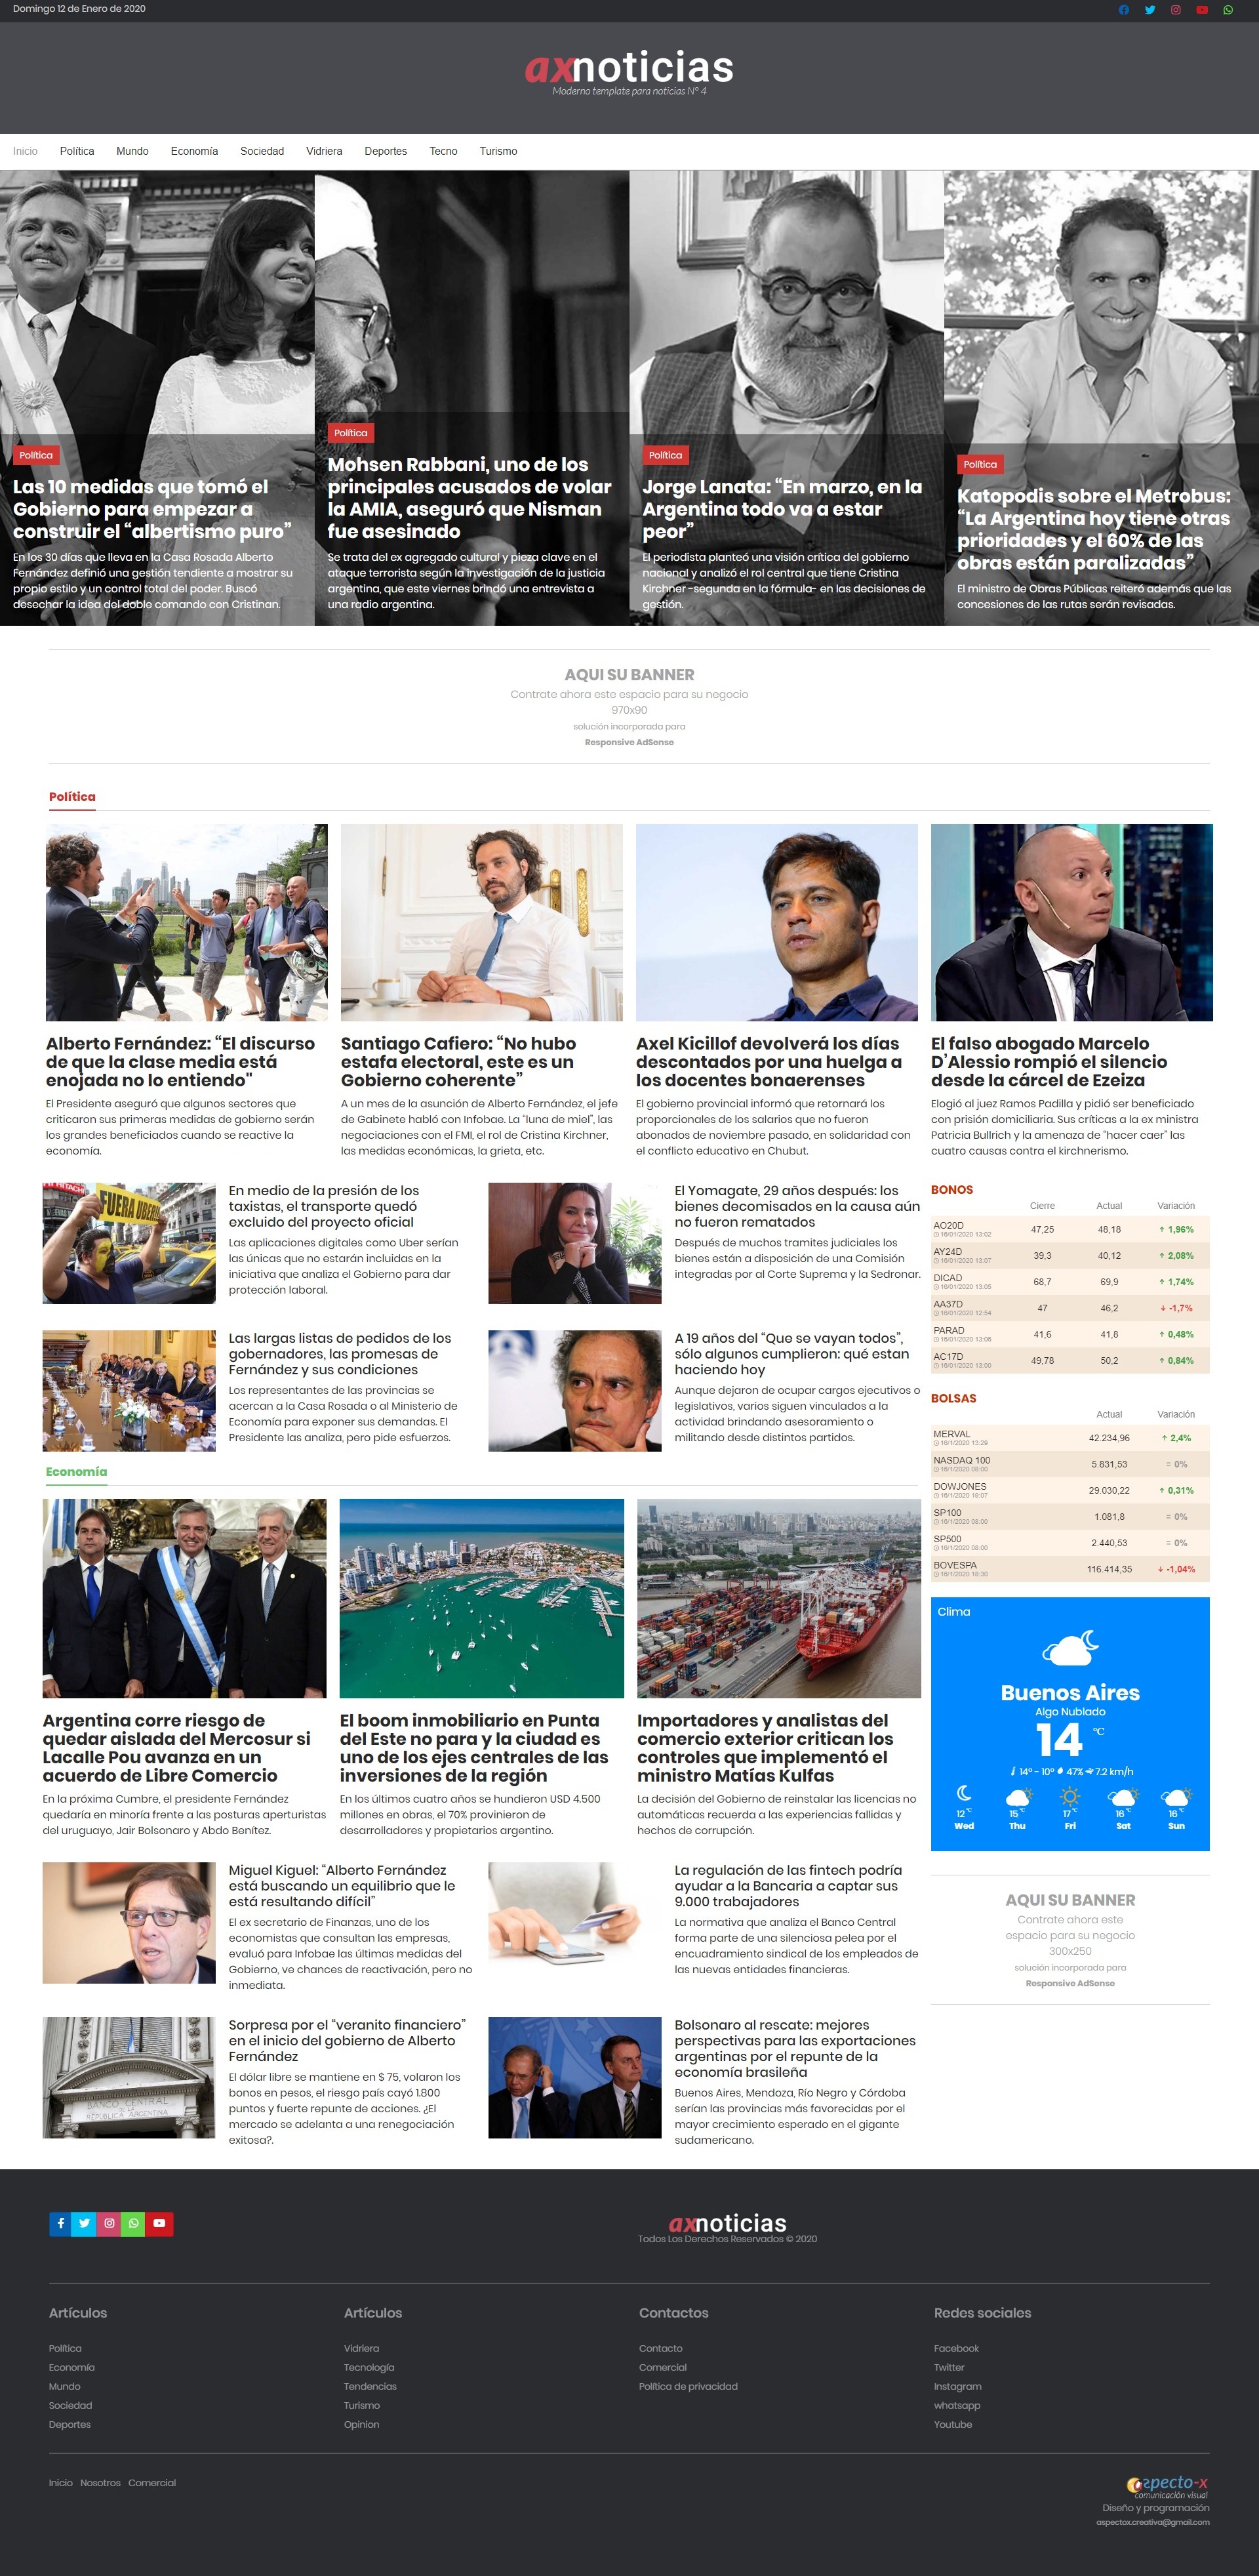 Domingo 12 de Enero de 2020
axnoticias
Moderno template para noticias N° 4
Inicio Política Mundo Economía Sociedad Vidriera Deportes Tecno Turismo
Política
Las 10 medidas que tomó el
Gobierno para empezar a
construir el “albertismo puro”
En los 30 días que lleva en la Casa Rosada Alberto
Fernández definió una gestión tendiente a mostrar su
propio estilo y un control total del poder. Buscó
desechar la idea del doble comando con Cristinan.
Política
Mohsen Rabbani, uno de los
principales acusados de volar
la AMIA, aseguró que Nisman
fue asesinado
Se trata del ex agregado cultural y pieza clave en el
ataque terrorista según la investigación de la justicia
argentina, que este viernes brindó una entrevista a
una radio argentina.
Política
Jorge Lanata: “En marzo, en la
Argentina todo va a estar
peor”
El periodista planteó una visión crítica del gobierno
nacional y analizó el rol central que tiene Cristina
Kirchner -segunda en la fórmula- en las decisiones de
gestión.
Política
Katopodis sobre el Metrobus:
“La Argentina hoy tiene otras
prioridades y el 60% de las
obras están paralizadas”
El ministro de Obras Públicas reiteró además que las
concesiones de las rutas serán revisadas.
AQUI SU BANNER
Contrate ahora este espacio para su negocio
970x90
solución incorporada para
Responsive AdSense
Política
Alberto Fernández: “El discurso
de que la clase media está
enojada no lo entiendo"
El Presidente aseguró que algunos sectores que
criticaron sus primeras medidas de gobierno serán
los grandes beneficiados cuando se reactive la
economía.
Santiago Cafiero: “No hubo
estafa electoral, este es un
Gobierno coherente”
A un mes de la asunción de Alberto Fernández, el jefe
de Gabinete habló con Infobae. La “luna de miel”, las
negociaciones con el FMI, el rol de Cristina Kirchner,
las medidas económicas, la grieta, etc.
Axel Kicillof devolverá los días
descontados por una huelga a
los docentes bonaerenses
El gobierno provincial informó que retornará los
proporcionales de los salarios que no fueron
abonados de noviembre pasado, en solidaridad con
el conflicto educativo en Chubut.
El falso abogado Marcelo
D’Alessio rompió el silencio
desde la cárcel de Ezeiza
Elogió al juez Ramos Padilla y pidió ser beneficiado
con prisión domiciliaria. Sus críticas a la ex ministra
Patricia Bullrich y la amenaza de “hacer caer” las
cuatro causas contra el kirchnerismo.
HITACHI
FUERA UBER
En medio de la presión de los
taxistas, el transporte quedó
excluido del proyecto oficial
Las aplicaciones digitales como Uber serían
las únicas que no estarán incluidas en la
iniciativa que analiza el Gobierno para dar
protección laboral.
El Yomagate, 29 años después: los
bienes decomisados en la causa aún
no fueron rematados
Después de muchos tramites judiciales los
bienes están a disposición de una Comisión
integradas por al Corte Suprema y la Sedronar.
Las largas listas de pedidos de los
gobernadores, las promesas de
Fernández y sus condiciones
Los representantes de las provincias se
acercan a la Casa Rosada o al Ministerio de
Economía para exponer sus demandas. El
Presidente las analiza, pero pide esfuerzos.
A 19 años del “Que se vayan todos”,
sólo algunos cumplieron: qué estan
haciendo hoy
Aunque dejaron de ocupar cargos ejecutivos o
legislativos, varios siguen vinculados a la
actividad brindando asesoramiento o
militando desde distintos partidos.
BONOS
Cierre Actual Variación
AO20D 47,25 48,18 ↑ 1,96%
16/01/2020 13:02
AY24D 39,3 40,12 ↑ 2,08%
16/01/2020 13:07
DICAD 68,7 69,9 ↑ 1,74%
16/01/2020 13:05
AA37D 47 46,2 ↓ -1,7%
16/01/2020 12:54
PARAD 41,6 41,8 ↑ 0,48%
16/01/2020 13:06
AC17D 49,78 50,2 ↑ 0,84%
16/01/2020 13:00
BOLSAS
Actual Variación
MERVAL 42.234,96 ↑ 2,4%
16/1/2020 13:29
NASDAQ 100 5.831,53 = 0%
16/1/2020 08:00
DOWJONES 29.030,22 ↑ 0,31%
16/1/2020 19:07
SP100 1.081,8 = 0%
16/1/2020 08:00
SP500 2.440,53 = 0%
16/1/2020 08:00
BOVESPA 116.414,35 ↓ -1,04%
16/1/2020 18:30
Economía
Argentina corre riesgo de
quedar aislada del Mercosur si
Lacalle Pou avanza en un
acuerdo de Libre Comercio
En la próxima Cumbre, el presidente Fernández
quedaría en minoría frente a las posturas aperturistas
del uruguayo, Jair Bolsonaro y Abdo Benítez.
El boom inmobiliario en Punta
del Este no para y la ciudad es
uno de los ejes centrales de las
inversiones de la región
En los últimos cuatro años se hundieron USD 4.500
millones en obras, el 70% provinieron de
desarrolladores y propietarios argentino.
Importadores y analistas del
comercio exterior critican los
controles que implementó el
ministro Matías Kulfas
La decisión del Gobierno de reinstalar las licencias no
automáticas recuerda a las experiencias fallidas y
hechos de corrupción.
Clima
Buenos Aires
Algo Nublado
14 °C
14° - 10° 47% 7.2 km/h
12 °C 15 °C 17 °C 16 °C 16 °C
Wed Thu Fri Sat Sun
Miguel Kiguel: “Alberto Fernández
está buscando un equilibrio que le
está resultando difícil”
El ex secretario de Finanzas, uno de los
economistas que consultan las empresas,
evaluó para Infobae las últimas medidas del
Gobierno, ve chances de reactivación, pero no
inmediata.
La regulación de las fintech podría
ayudar a la Bancaria a captar sus
9.000 trabajadores
La normativa que analiza el Banco Central
forma parte de una silenciosa pelea por el
encuadramiento sindical de los empleados de
las nuevas entidades financieras.
AQUI SU BANNER
Contrate ahora este
espacio para su negocio
300x250
solución incorporada para
Responsive AdSense
BANCO CENTRAL
REPÚBLICA ARGENTINA
Sorpresa por el “veranito financiero”
en el inicio del gobierno de Alberto
Fernández
El dólar libre se mantiene en $ 75, volaron los
bonos en pesos, el riesgo país cayó 1.800
puntos y fuerte repunte de acciones. ¿El
mercado se adelanta a una renegociación
exitosa?.
Bolsonaro al rescate: mejores
perspectivas para las exportaciones
argentinas por el repunte de la
economía brasileña
Buenos Aires, Mendoza, Río Negro y Córdoba
serían las provincias más favorecidas por el
mayor crecimiento esperado en el gigante
sudamericano.
axnoticias
Todos Los Derechos Reservados © 2020
Artículos
Política
Economía
Mundo
Sociedad
Deportes
Artículos
Vidriera
Tecnología
Tendencias
Turismo
Opinion
Contactos
Contacto
Comercial
Política de privacidad
Redes sociales
Facebook
Twitter
Instagram
whatsapp
Youtube
Inicio Nosotros Comercial
aspecto-x
comunicación visual
Diseño y programación
aspectox.creativa@gmail.com